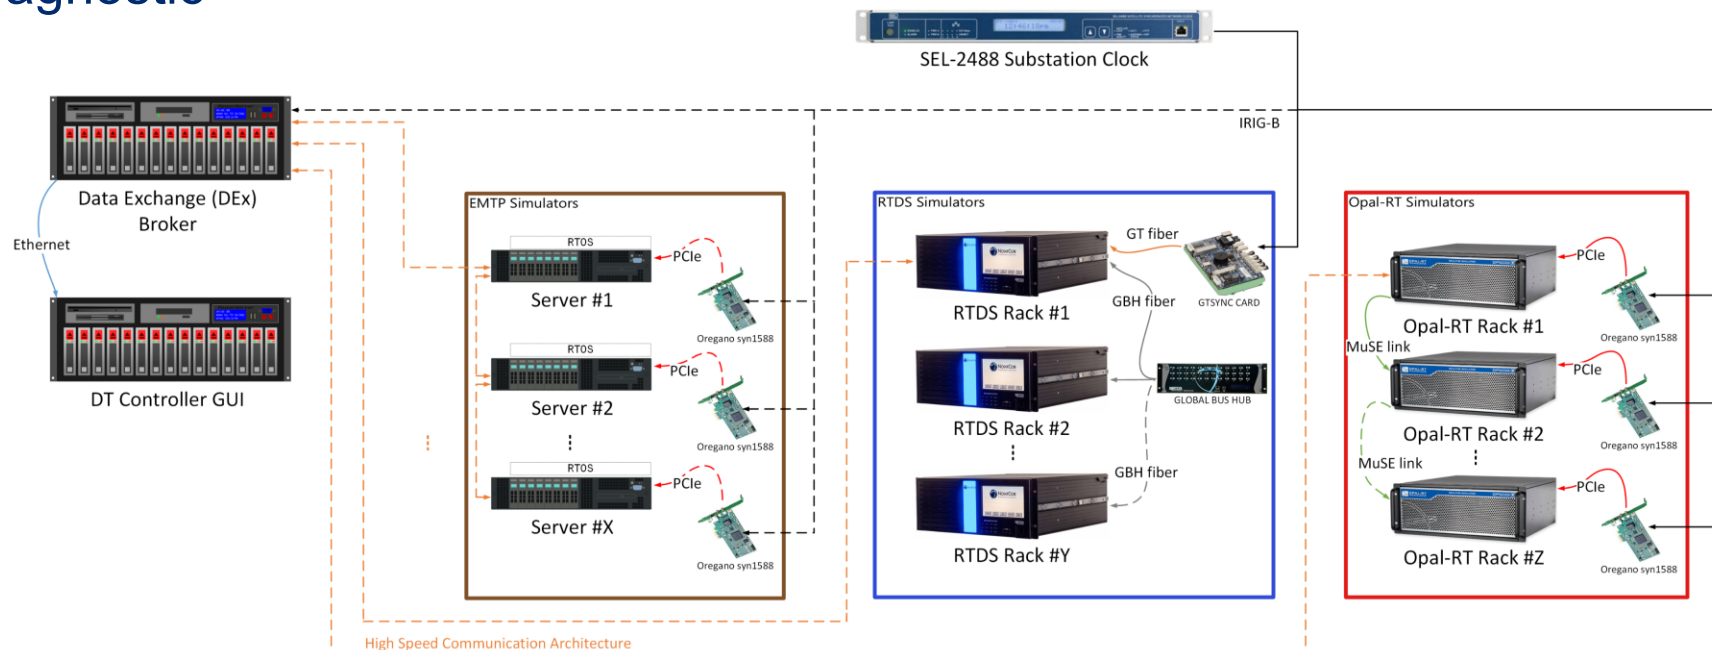 agnostic
SEL-2488 Substation Clock
IRIG-B
Data Exchange (DEx)
Broker
Ethernet
DT Controller GUI
EMTP Simulators
RTOS
PCIe
Server #1
Oregano syn1588
RTOS
PCIe
Server #2
Oregano syn1588
RTOS
PCIe
Server #X
Oregano syn1588
RTDS Simulators
GT fiber
GTSYNC CARD
GBH fiber
RTDS Rack #1
RTDS Rack #2
GLOBAL BUS HUB
GBH fiber
RTDS Rack #Y
Opal-RT Simulators
PCIe
Opal-RT Rack #1
Oregano syn1588
MuSE link
PCIe
Opal-RT Rack #2
Oregano syn1588
MuSE link
PCIe
Opal-RT Rack #Z
Oregano syn1588
High Speed Communication Architecture